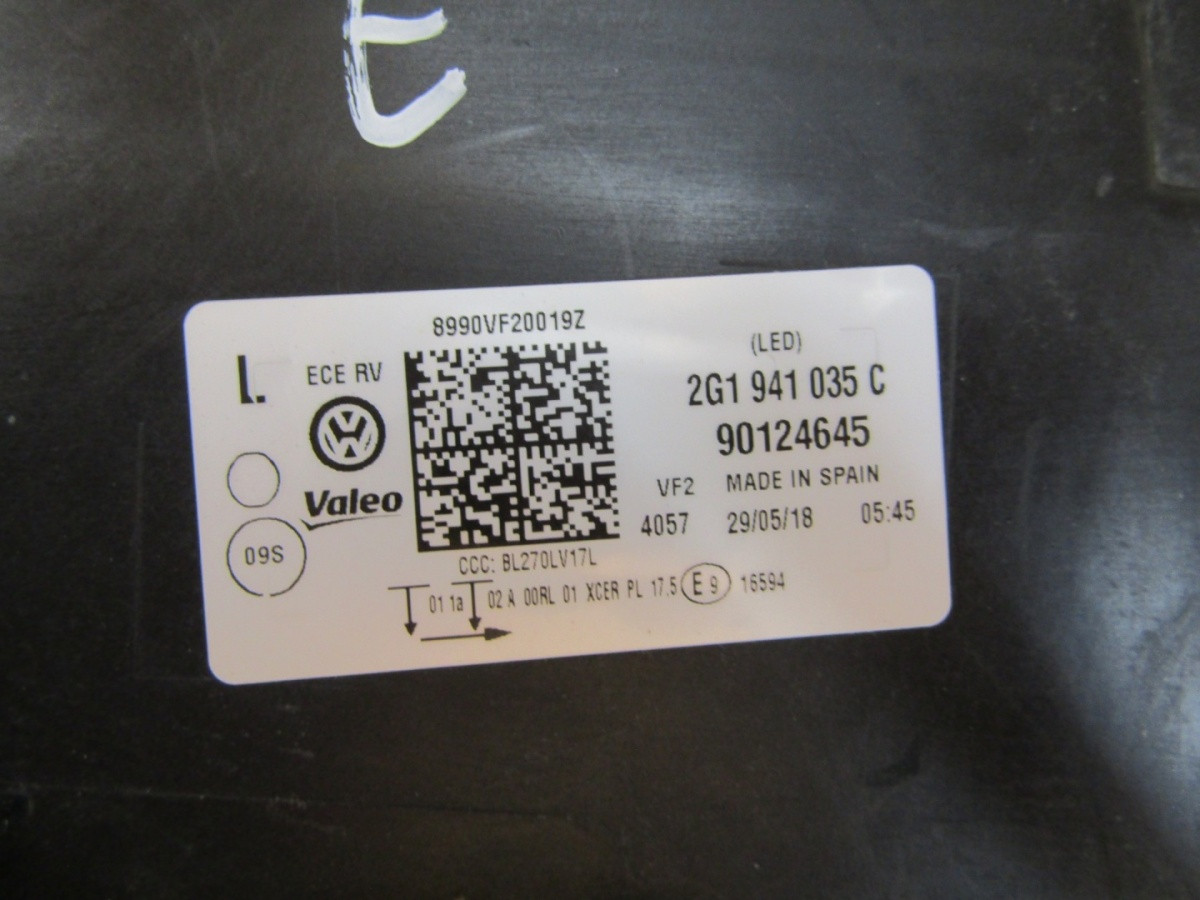 E
8990VF20019Z
L
ECE RV
Valeo
09S
(LED)
2G1 941 035 C
90124645
VF2 MADE IN SPAIN
4057 29/05/18 05:45
CCC: BL270LV17L
01 1a 02 A 00RL 01 XCER PL 17.5 E 9 16594